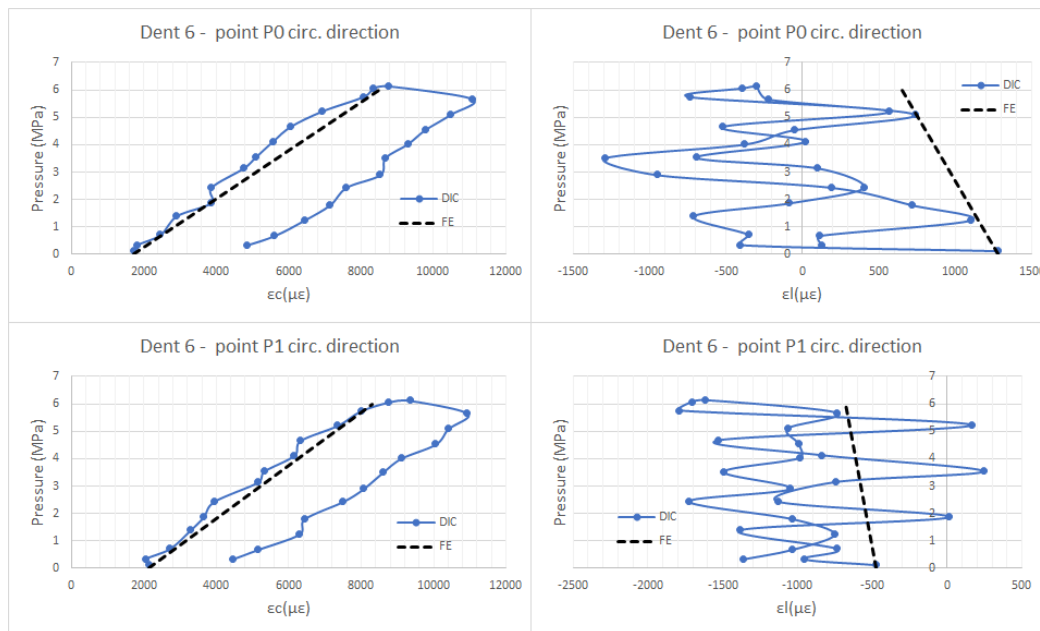 Dent 6 - point P0 circ. direction
7
6
5
4
3
2
1
0
Pressure (MPa)
DIC
FE
0 2000 4000 6000 8000 10000 12000
εc(με)
Dent 6 - point P0 circ. direction
7
6
5
4
3
2
1
0
Pressure (MPa)
DIC
FE
-1500 -1000 -500 0 500 1000 150
εl(με)
Dent 6 - point P1 circ. direction
7
6
5
4
3
2
1
0
Pressure (MPa)
DIC
FE
0 2000 4000 6000 8000 10000 12000
εc(με)
Dent 6 - point P1 circ. direction
7
6
5
4
3
2
1
0
Pressure (MPa)
DIC
FE
-2500 -2000 -1500 -1000 -500 0 500
εl(με)